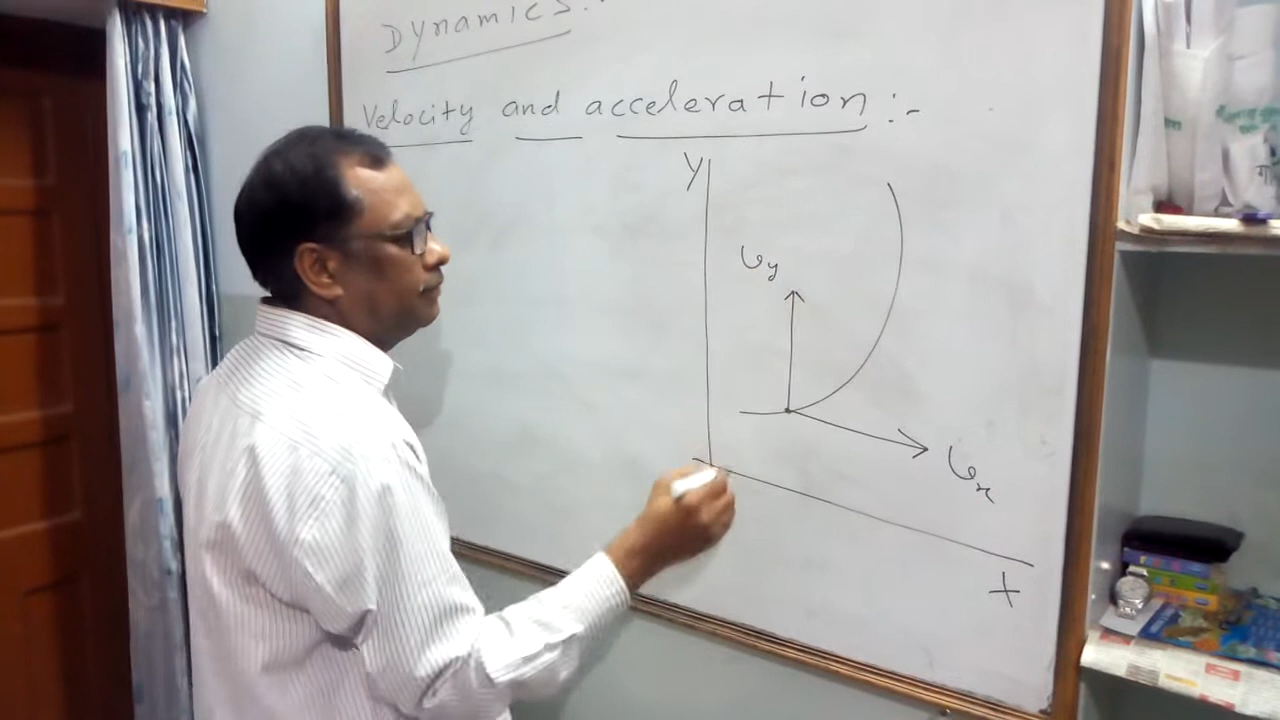 Dynamics:-
Velocity and acceleration:-
y
vy
vx
X